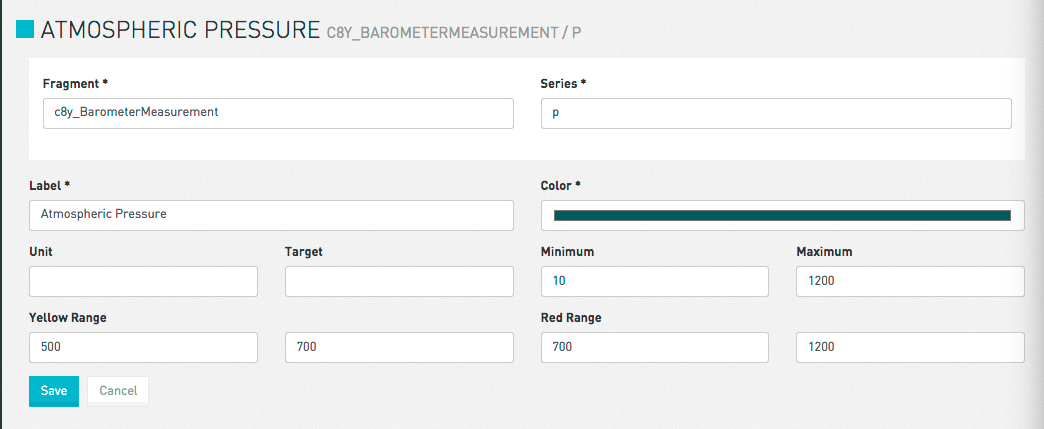 ATMOSPHERIC PRESSURE C8Y_BAROMETERMEASUREMENT / P
Fragment * Series *
c8y_BarometerMeasurement p
Label * Color *
Atmospheric Pressure
Unit Target Minimum Maximum
10 1200
Yellow Range Red Range
500 700 700 1200
Save Cancel